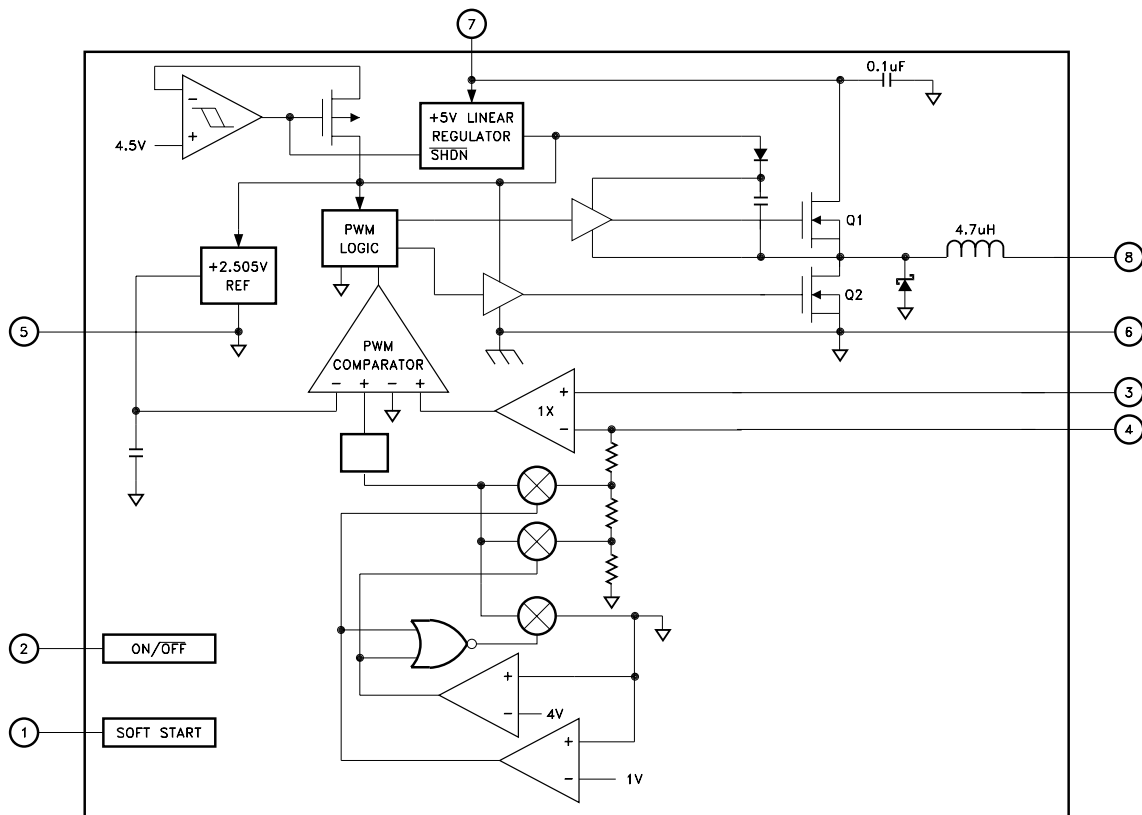 7
0.1uF
-
+
4.5V
+5V LINEAR
REGULATOR
SHDN
PWM
LOGIC
Q1
4.7uH
8
+2.505V
REF
Q2
5
6
PWM
COMPARATOR
- + - +
+
1X
-
3
4
2
ON/OFF
+
-
4V
1
SOFT START
+
-
1V